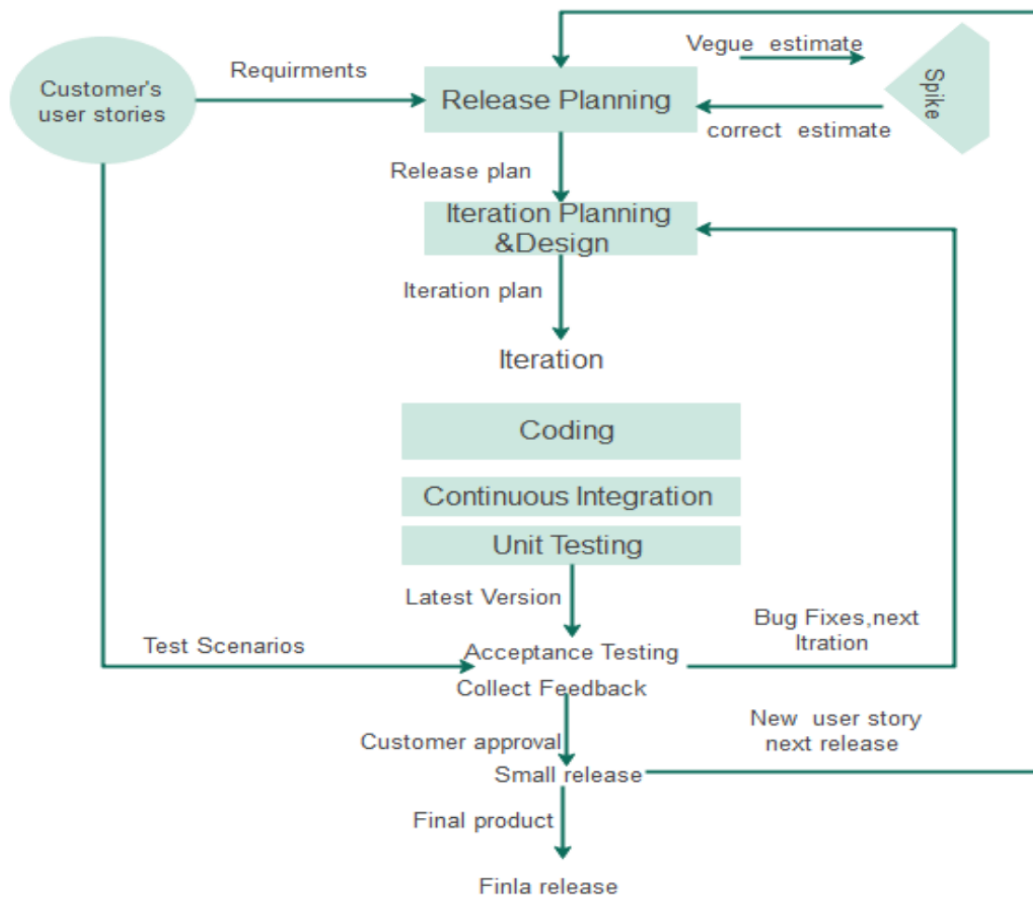 Vegue estimate
Customer's
user stories
Requirments
Release Planning
Spike
correct estimate
Release plan
Iteration Planning
&Design
Iteration plan
Iteration
Coding
Continuous Integration
Unit Testing
Latest Version
Bug Fixes,next
Itration
Test Scenarios
Acceptance Testing
Collect Feedback
New user story
next release
Customer approval
Small release
Final product
Finla release